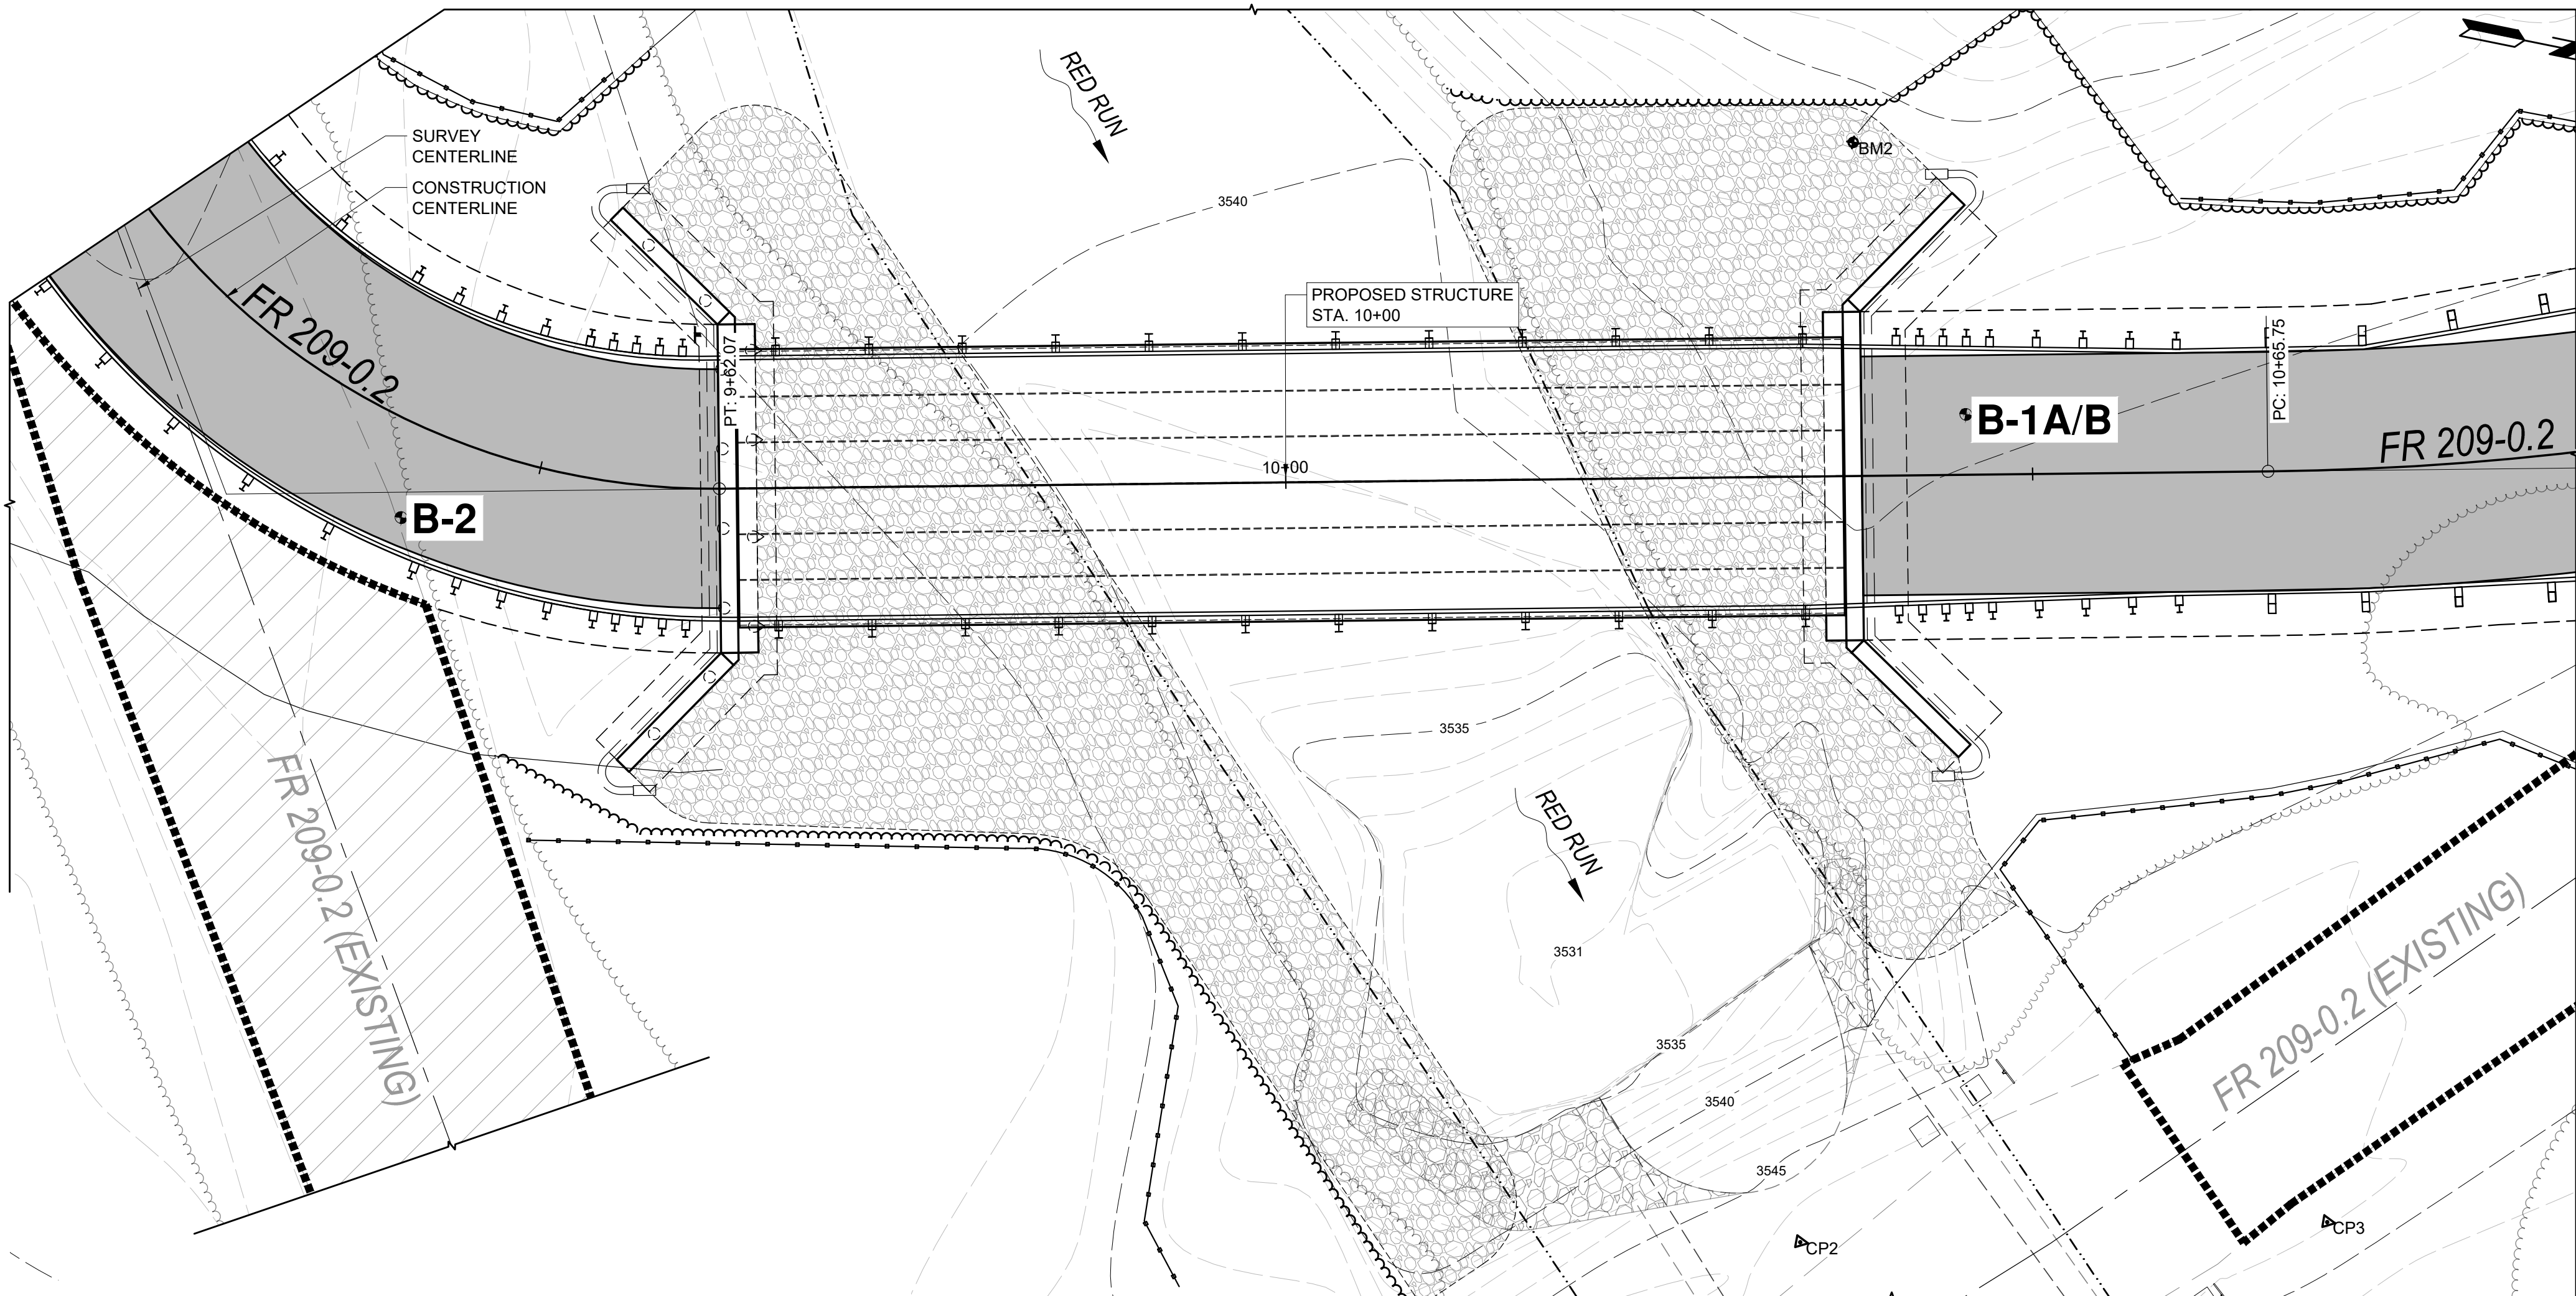 RED RUN
SURVEY
CENTERLINE
CONSTRUCTION
CENTERLINE
BM2
3540
PROPOSED STRUCTURE
STA. 10+00
FR 209-0.2
PT: 9+62.07
PC: 10+65.75
B-1A/B
FR 209-0.2
10+00
B-2
3535
RED RUN
FR 209-0.2 (EXISTING)
3531
FR 209-0.2 (EXISTING)
3535
3540
3545
CP2
CP3